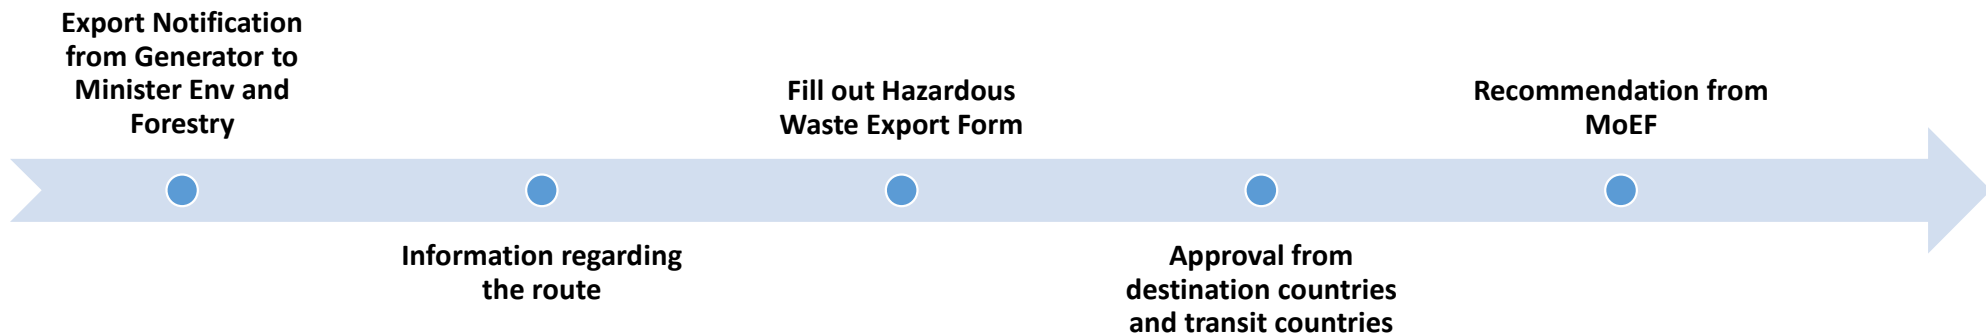 Export Notification
from Generator to
Minister Env and
Forestry
Information regarding
the route
Fill out Hazardous
Waste Export Form
Approval from
destination countries
and transit countries
Recommendation from
MoEF